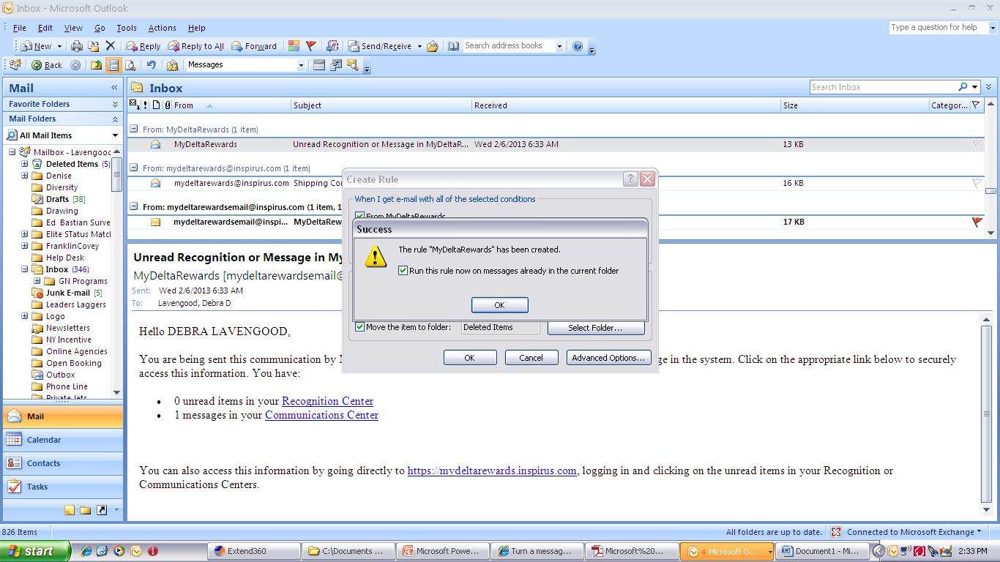 Inbox - Microsoft Outlook
File Edit View Go Tools Actions Help
Type a question for help
New Reply Reply to All Forward Send/Receive Search address books
Back Messages
Mail
Favorite Folders
Mail Folders
All Mail Items
Mailbox - Lavengood
Deleted Items (5)
Denise
Diversity
Drafts [38]
Drawing
Ed Bastian Surve
Elite STatus Matcl
FranklinCovey
Help Desk
Inbox (346)
GN Programs
Junk E-mail [5]
Leaders Laggers
Logo
Newsletters
NY Incentive
Online Agencies
Open Booking
Outbox
Phone Line
Private Jets
Mail
Calendar
Contacts
Tasks
Inbox
Search Inbox
From Subject Received Size Categor...
From: MyDeltaRewards (1 item)
MyDeltaRewards Unread Recognition or Message in MyDeltaR... Wed 2/6/2013 6:33 AM 13 KB
From: mydeltarewards@inspirus.com (1 item)
mydeltarewards@inspirus.com Shipping Co 16 KB
From: mydeltarewardsemail@inspirus.com (1 item, 1
mydeltarewardsemail@inspi... MyDeltaRew 17 KB
Create Rule
When I get e-mail with all of the selected conditions
From MyDeltaRewards
Success
The rule "MyDeltaRewards" has been created.
Run this rule now on messages already in the current folder
OK
Move the item to folder: Deleted Items Select Folder...
OK Cancel Advanced Options...
Unread Recognition or Message in My
MyDeltaRewards [mydeltarewardsemail@
Sent: Wed 2/6/2013 6:33 AM
To: Lavengood, Debra D
Hello DEBRA LAVENGOOD,
You are being sent this communication by M ge in the system. Click on the appropriate link below to securely
access this information. You have:
• 0 unread items in your Recognition Center
• 1 messages in your Communications Center
You can also access this information by going directly to https://mydeltarewards.inspirus.com, logging in and clicking on the unread items in your Recognition or
Communications Centers.
826 Items All folders are up to date. Connected to Microsoft Exchange
start Extend360 C:\Documents ... Microsoft Powe... Turn a messag... Microsoft%20... 4 Microsoft O... Document1 - Mi... 2:33 PM